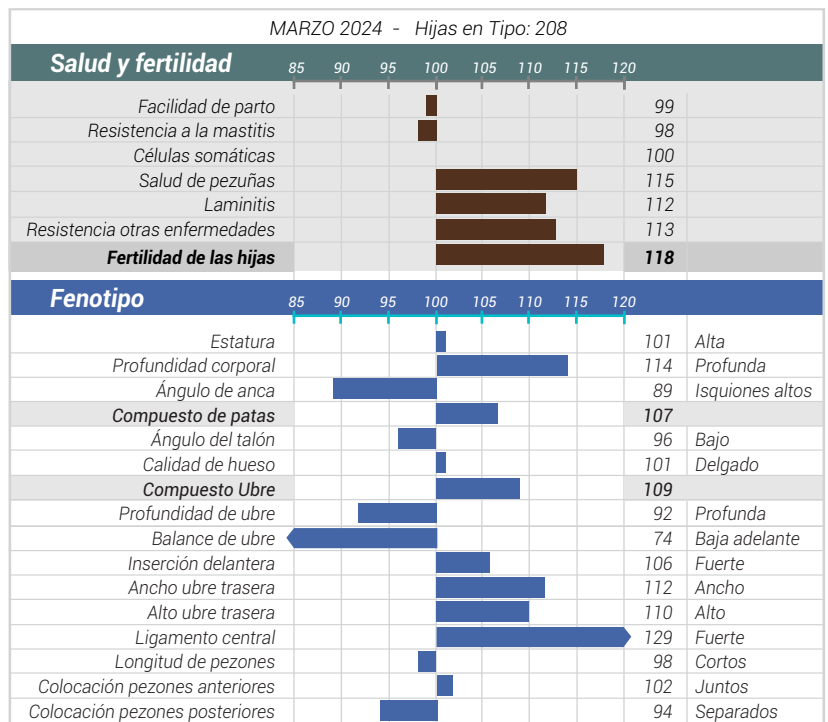 MARZO 2024 - Hijas en Tipo: 208
Salud y fertilidad 85 90 95 100 105 110 115 120
Facilidad de parto 99
Resistencia a la mastitis 98
Células somáticas 100
Salud de pezuñas 115
Laminitis 112
Resistencia otras enfermedades 113
Fertilidad de las hijas 118
Fenotipo 85 90 95 100 105 110 115 120
Estatura 101 Alta
Profundidad corporal 114 Profunda
Ángulo de anca 89 Isquiones altos
Compuesto de patas 107
Ángulo del talón 96 Bajo
Calidad de hueso 101 Delgado
Compuesto Ubre 109
Profundidad de ubre 92 Profunda
Balance de ubre 74 Baja adelante
Inserción delantera 106 Fuerte
Ancho ubre trasera 112 Ancho
Alto ubre trasera 110 Alto
Ligamento central 129 Fuerte
Longitud de pezones 98 Cortos
Colocación pezones anteriores 102 Juntos
Colocación pezones posteriores 94 Separados